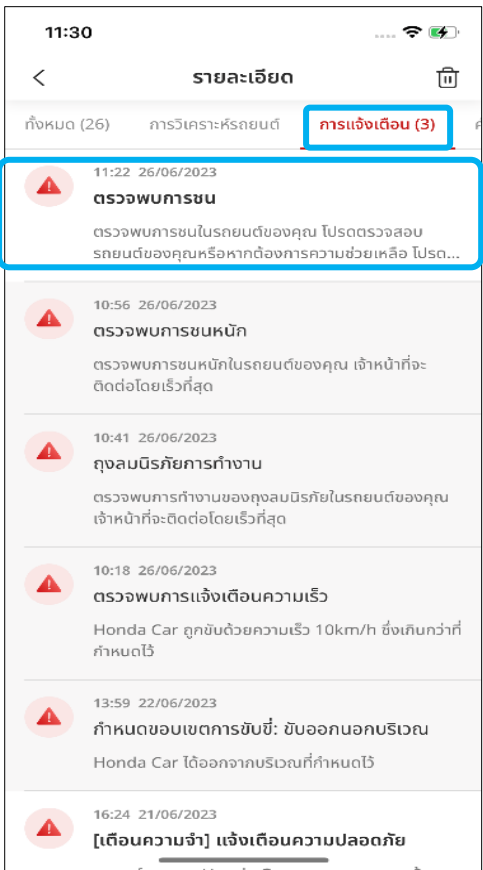 11:30
รายละเอียด
ทั้งหมด (26) การวิเคราะห์รถยนต์ การแจ้งเตือน (3)
11:22 26/06/2023
ตรวจพบการชน
ตรวจพบการชนในรถยนต์ของคุณ โปรดตรวจสอบ
รถยนต์ของคุณหรือหากต้องการความช่วยเหลือ โปรด...
10:56 26/06/2023
ตรวจพบการชนหนัก
ตรวจพบการชนหนักในรถยนต์ของคุณ เจ้าหน้าที่จะ
ติดต่อโดยเร็วที่สุด
10:41 26/06/2023
ถุงลมนิรภัยการทำงาน
ตรวจพบการทำงานของถุงลมนิรภัยในรถยนต์ของคุณ
เจ้าหน้าที่จะติดต่อโดยเร็วที่สุด
10:18 26/06/2023
ตรวจพบการแจ้งเตือนความเร็ว
Honda Car ถูกขับด้วยความเร็ว 10km/h ซึ่งเกินกว่าที่
กำหนดไว้
13:59 22/06/2023
กำหนดขอบเขตการขับขี่: ขับออกนอกบริเวณ
Honda Car ได้ออกจากบริเวณที่กำหนดไว้
16:24 21/06/2023
[เตือนความจำ] แจ้งเตือนความปลอดภัย